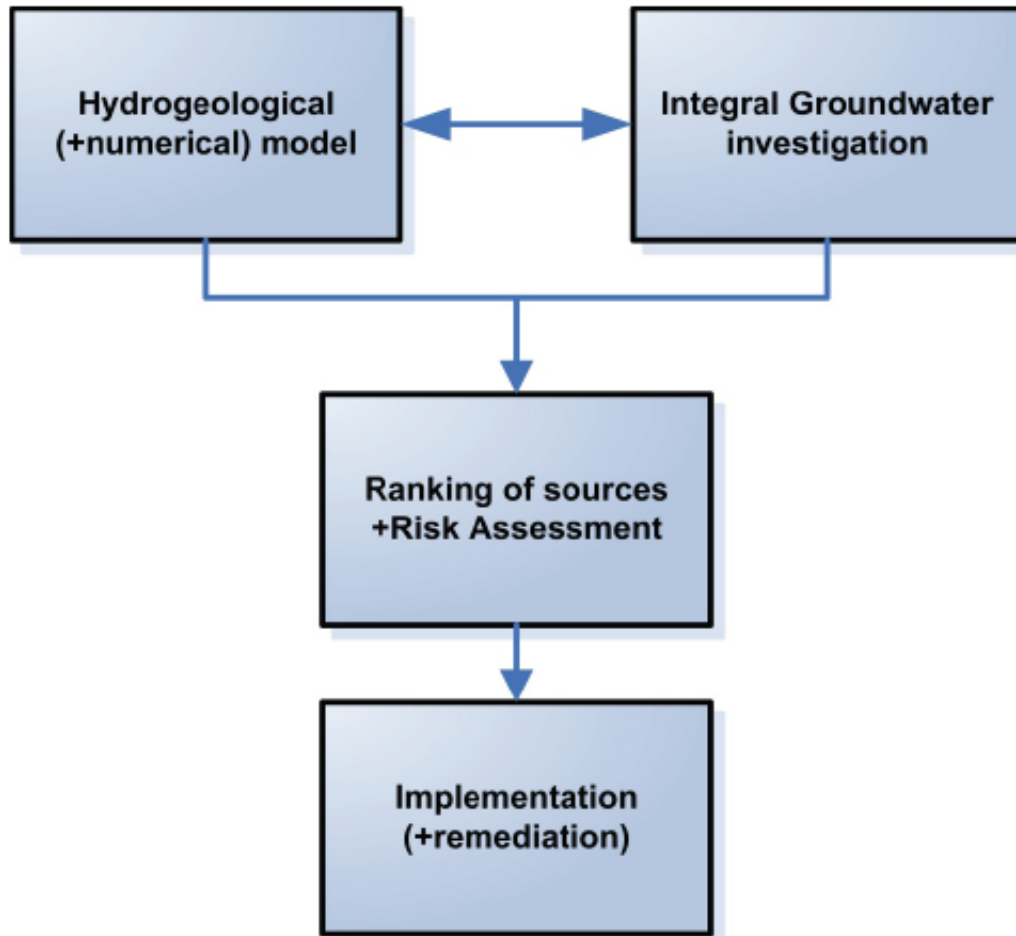 Hydrogeological
(+numerical) model
Integral Groundwater
investigation
Ranking of sources
+Risk Assessment
Implementation
(+remediation)